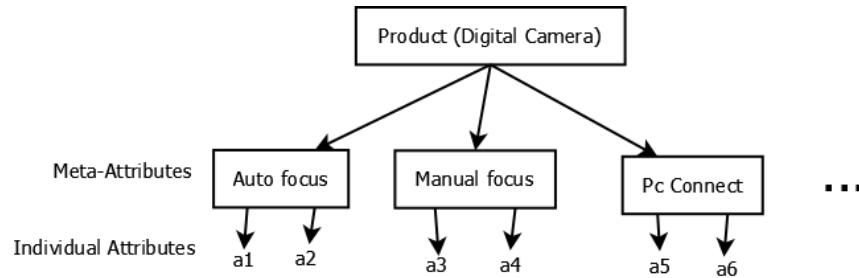 Product (Digital Camera)
Meta-Attributes
Auto focus
Manual focus
Pc Connect
...
Individual Attributes
a1
a2
a3
a4
a5
a6